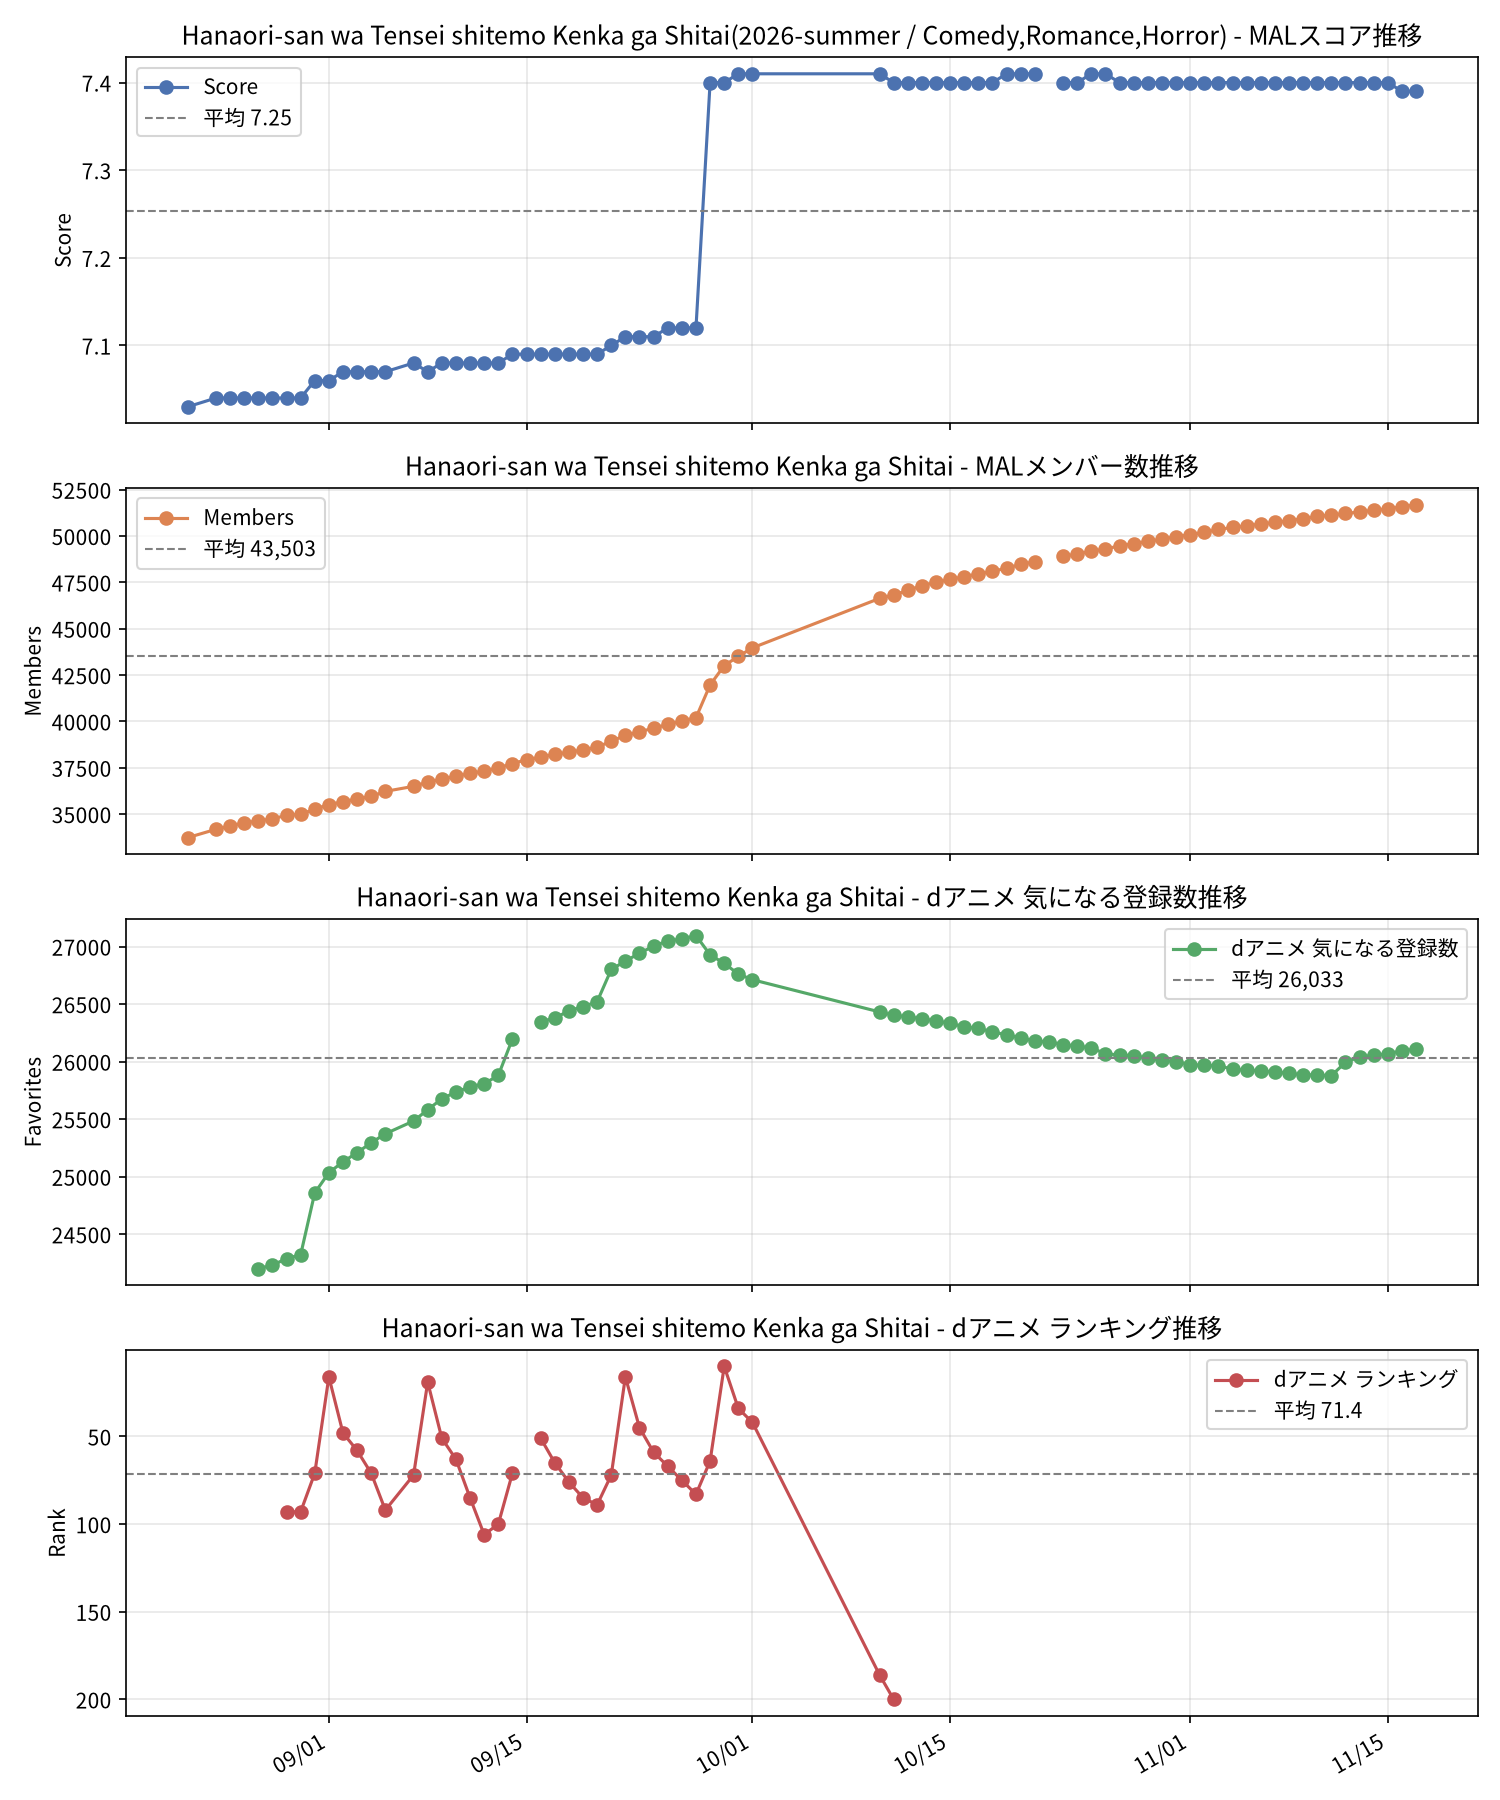 Hanaori-san wa Tensei shitemo Kenka ga Shitai(2026-summer / Comedy,Romance,Horror) - MALスコア推移
Score
平均 7.25
Score
7.4
7.3
7.2
7.1
Hanaori-san wa Tensei shitemo Kenka ga Shitai - MALメンバー数推移
Members
平均 43,503
Members
52500
50000
47500
45000
42500
40000
37500
35000
Hanaori-san wa Tensei shitemo Kenka ga Shitai - dアニメ 気になる登録数推移
dアニメ 気になる登録数
平均 26,033
Favorites
27000
26500
26000
25500
25000
24500
Hanaori-san wa Tensei shitemo Kenka ga Shitai - dアニメ ランキング推移
dアニメ ランキング
平均 71.4
Rank
50
100
150
200
09/01
09/15
10/01
10/15
11/01
11/15